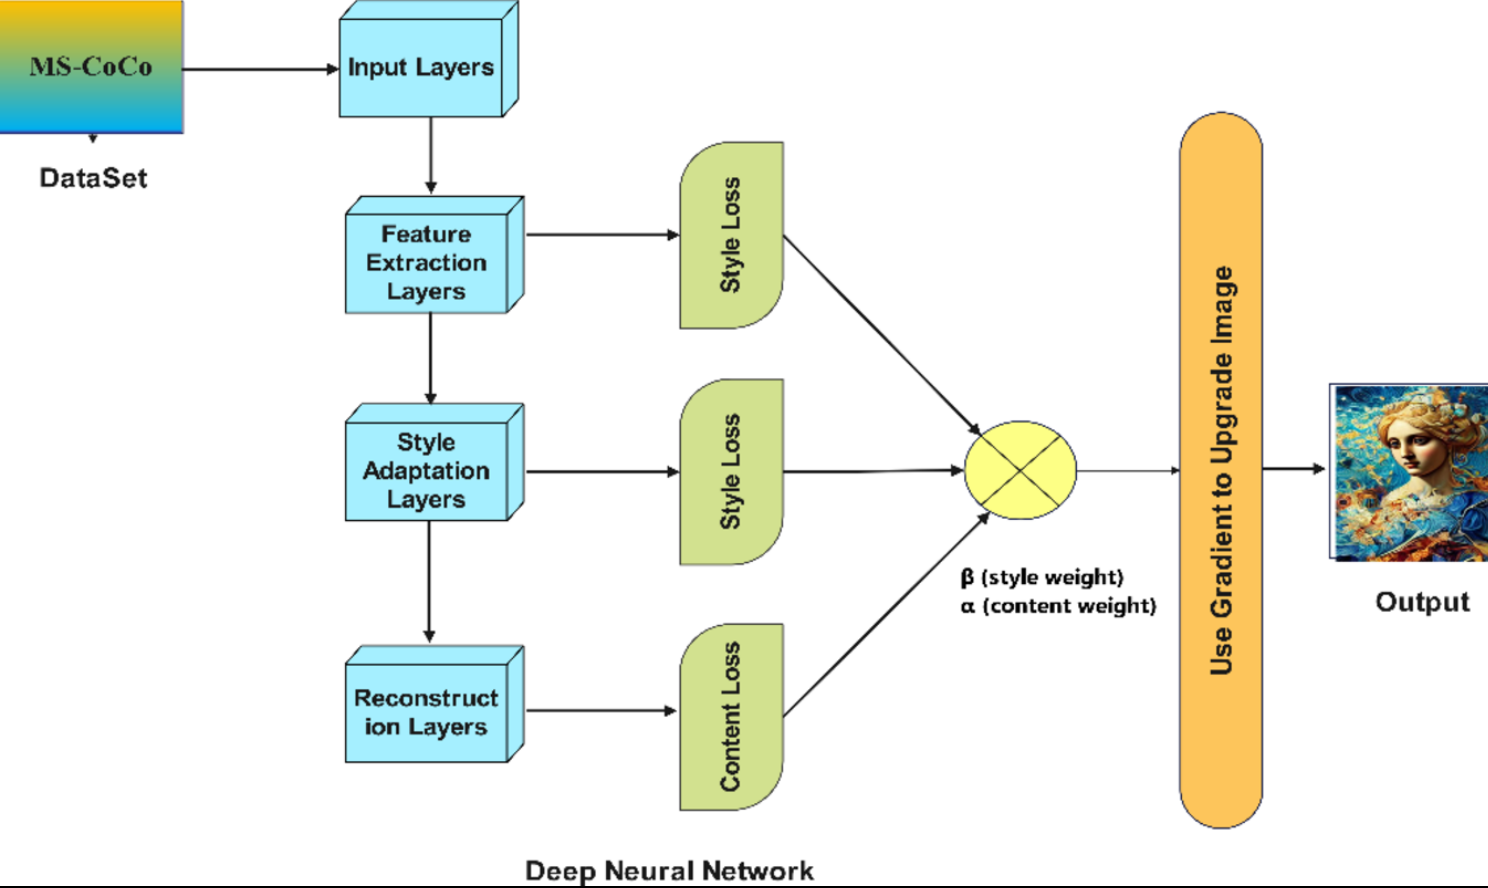 MS-CoCo
DataSet
Input Layers
Feature
Extraction
Layers
Style
Adaptation
Layers
Reconstruct
ion Layers
Style Loss
Style Loss
Content Loss
β (style weight)
α (content weight)
Use Gradient to Upgrade Image
Output
Deep Neural Network